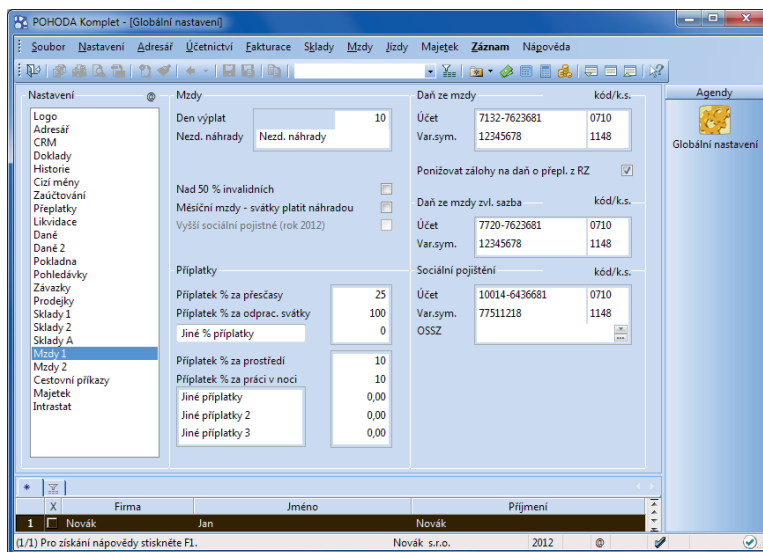 POHODA Komplet - [Globální nastavení]
Soubor Nastavení Adresář Účetnictví Fakturace Sklady Mzdy Jízdy Majetek Záznam Nápověda
Nastavení @
Logo
Adresář
CRM
Doklady
Historie
Cizí měny
Zaúčtování
Přeplatky
Likvidace
Daně
Daně 2
Pokladna
Pohledávky
Závazky
Prodejky
Sklady 1
Sklady 2
Sklady A
Mzdy 1
Mzdy 2
Cestovní příkazy
Majetek
Intrastat
Mzdy
Den výplat 10
Nezd. náhrady Nezd. náhrady
Nad 50 % invalidních
Měsíční mzdy - svátky platit náhradou
Vyšší sociální pojistné (rok 2012)
Příplatky
Příplatek % za přesčasy 25
Příplatek % za odprac. svátky 100
Jiné % příplatky 0
Příplatek % za prostředí 10
Příplatek % za práci v noci 10
Jiné příplatky 0,00
Jiné příplatky 2 0,00
Jiné příplatky 3 0,00
Daň ze mzdy kód/k.s.
Účet 7132-7623681 0710
Var.sym. 12345678 1148
Ponižovat zálohy na daň o přepl. z RZ
Daň ze mzdy zvl. sazba kód/k.s.
Účet 7720-7623681 0710
Var.sym. 12345678 1148
Sociální pojištění kód/k.s.
Účet 10014-6436681 0710
Var.sym. 77511218 1148
OSSZ
Agendy
Globální nastavení
X Firma Jméno Příjmení
1 Novák Jan Novák
(1/1) Pro získání nápovědy stiskněte F1. Novák s.r.o. 2012 @